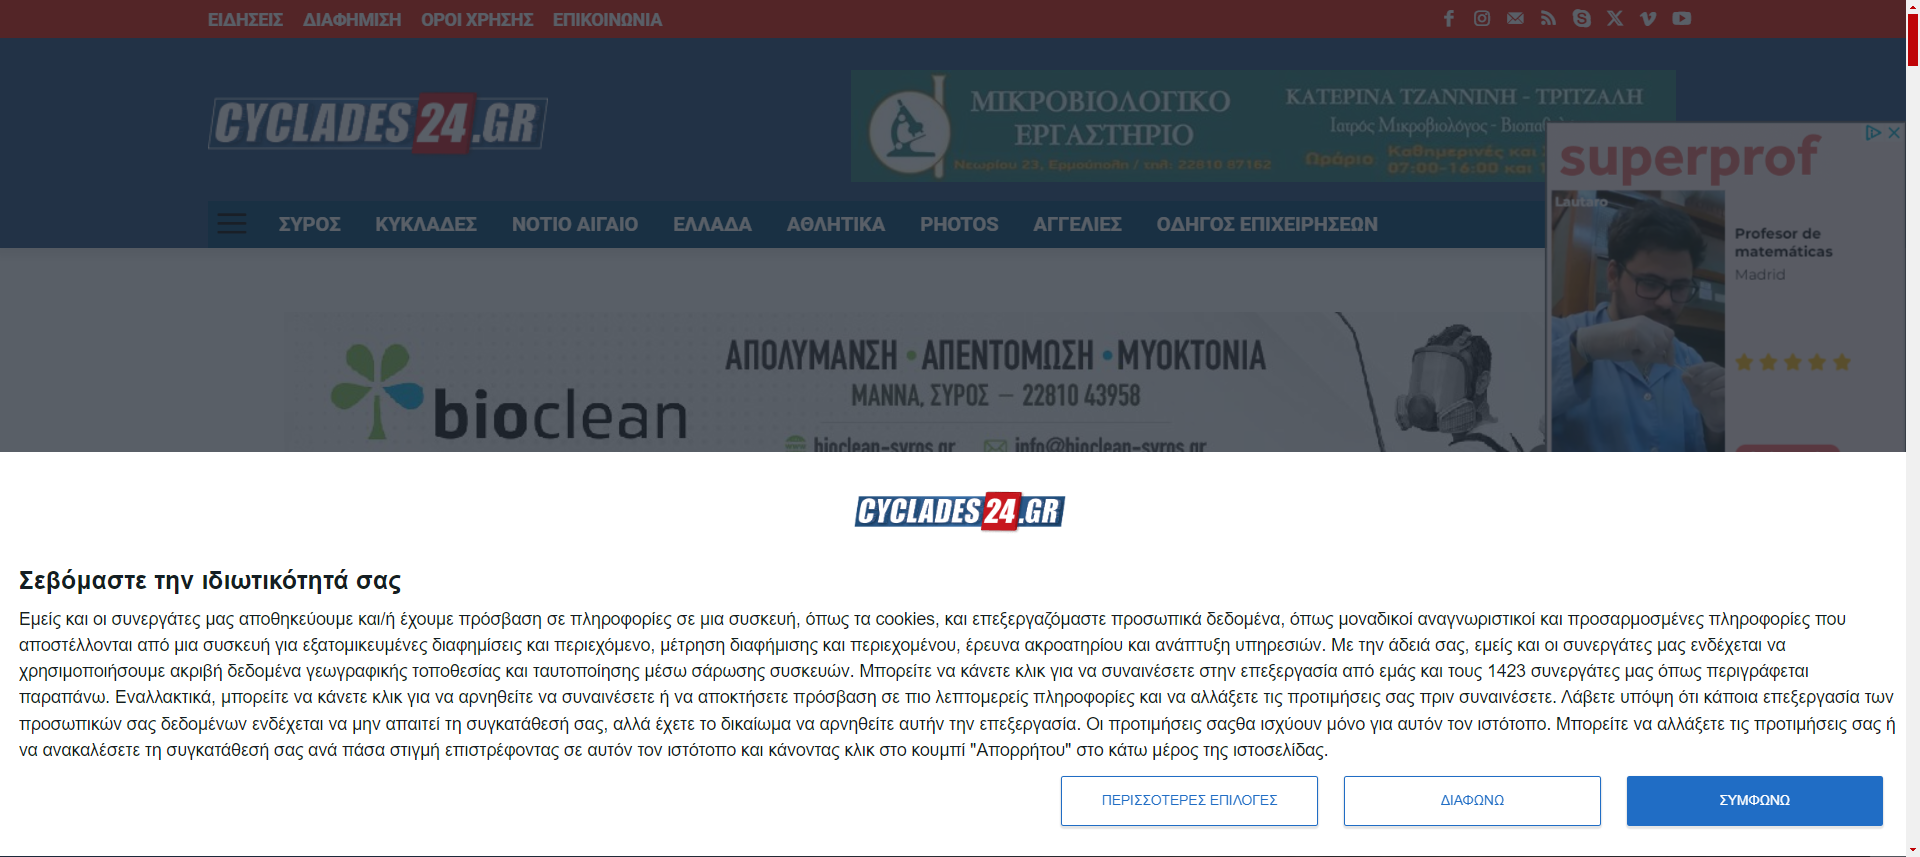 ΕΙΔΗΣΕΙΣ ΔΙΑΦΗΜΙΣΗ ΟΡΟΙ ΧΡΗΣΗΣ ΕΠΙΚΟΙΝΩΝΙΑ
CYCLADES24.GR
ΜΙΚΡΟΒΙΟΛΟΓΙΚΟ
ΕΡΓΑΣΤΗΡΙΟ
Νεωρίου 23, Ερμούπολη / τηλ: 22810 87162
ΚΑΤΕΡΙΝΑ ΤΖΑΝΝΙΝΗ - ΤΡΙΤΖΑΛΗ
Ιατρός Μικροβιολόγος -
Ωράριο: Καθημερινές και
07:00-16:00 και
superprof
Lautaro
Profesor de
matemáticas
Madrid
ΣΥΡΟΣ ΚΥΚΛΑΔΕΣ ΝΟΤΙΟ ΑΙΓΑΙΟ ΕΛΛΑΔΑ ΑΘΛΗΤΙΚΑ PHOTOS ΑΓΓΕΛΙΕΣ ΟΔΗΓΟΣ ΕΠΙΧΕΙΡΗΣΕΩΝ
bioclean
ΑΠΟΛΥΜΑΝΣΗ • ΑΠΕΝΤΟΜΩΣΗ • ΜΥΟΚΤΟΝΙΑ
ΜΑΝΝΑ, ΣΥΡΟΣ – 22810 43958
bioclean-syros.gr info@bioclean-syros.gr
CYCLADES24.GR
Σεβόμαστε την ιδιωτικότητά σας
Εμείς και οι συνεργάτες μας αποθηκεύουμε και/ή έχουμε πρόσβαση σε πληροφορίες σε μια συσκευή, όπως τα cookies, και επεξεργαζόμαστε προσωπικά δεδομένα, όπως μοναδικοί αναγνωριστικοί και προσαρμοσμένες πληροφορίες που
αποστέλλονται από μια συσκευή για εξατομικευμένες διαφημίσεις και περιεχόμενο, μέτρηση διαφήμισης και περιεχομένου, έρευνα ακροατηρίου και ανάπτυξη υπηρεσιών. Με την άδειά σας, εμείς και οι συνεργάτες μας ενδέχεται να
χρησιμοποιήσουμε ακριβή δεδομένα γεωγραφικής τοποθεσίας και ταυτοποίησης μέσω σάρωσης συσκευών. Μπορείτε να κάνετε κλικ για να συναινέσετε στην επεξεργασία από εμάς και τους 1423 συνεργάτες μας όπως περιγράφεται
παραπάνω. Εναλλακτικά, μπορείτε να κάνετε κλικ για να αρνηθείτε να συναινέσετε ή να αποκτήσετε πρόσβαση σε πιο λεπτομερείς πληροφορίες και να αλλάξετε τις προτιμήσεις σας πριν συναινέσετε. Λάβετε υπόψη ότι κάποια επεξεργασία των
προσωπικών σας δεδομένων ενδέχεται να μην απαιτεί τη συγκατάθεσή σας, αλλά έχετε το δικαίωμα να αρνηθείτε αυτήν την επεξεργασία. Οι προτιμήσεις σαςθα ισχύουν μόνο για αυτόν τον ιστότοπο. Μπορείτε να αλλάξετε τις προτιμήσεις σας ή
να ανακαλέσετε τη συγκατάθεσή σας ανά πάσα στιγμή επιστρέφοντας σε αυτόν τον ιστότοπο και κάνοντας κλικ στο κουμπί "Απορρήτου" στο κάτω μέρος της ιστοσελίδας.
ΠΕΡΙΣΣΟΤΕΡΕΣ ΕΠΙΛΟΓΕΣ ΔΙΑΦΩΝΩ ΣΥΜΦΩΝΩ